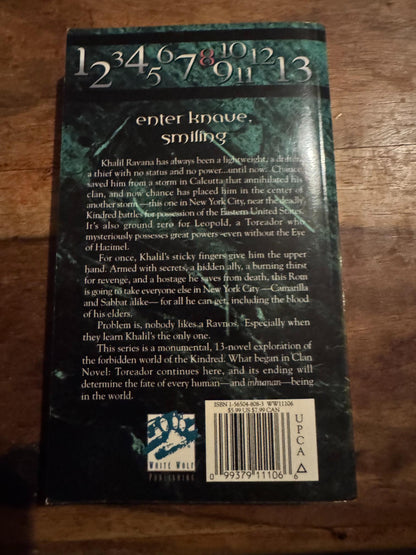 1 2 3 4 5 6 7 8 9 10 11 12 13
enter knave,
smiling
Khalil Ravana has always been a lightweight, a drifter,
a thief with no status and no power...until now. Chance
saved him from a storm in Calcutta that annihilated his
clan, and now chance has placed him in the center of
another storm—this one in New York City, near the deadly
Kindred battles for possession of the Eastern United States.
It's also ground zero for Leopold, a Toreador who
mysteriously possesses great powers—even without the Eye
of Hazimel.
For once, Khalil's sticky fingers give him the upper
hand. Armed with secrets, a hidden ally, a burning thirst
for revenge, and a hostage he saves from death, this Rom
is going to take everyone else in New York City—Camarilla
and Sabbat alike—for all he can get, including the blood
of his elders.
Problem is, nobody likes a Ravnos. Especially when
they learn Khalil's the only one.
This series is a monumental, 13-novel exploration of
the forbidden world of the Kindred. What began in Clan
Novel: Toreador continues here, and its ending will
determine the fate of every human—and inhuman—being
in the world.
ISBN 1-56504-808-3 WW11106
$5.99 US $7.99 CAN
UPCA
0 99379 11106 6
White Wolf
Publishing